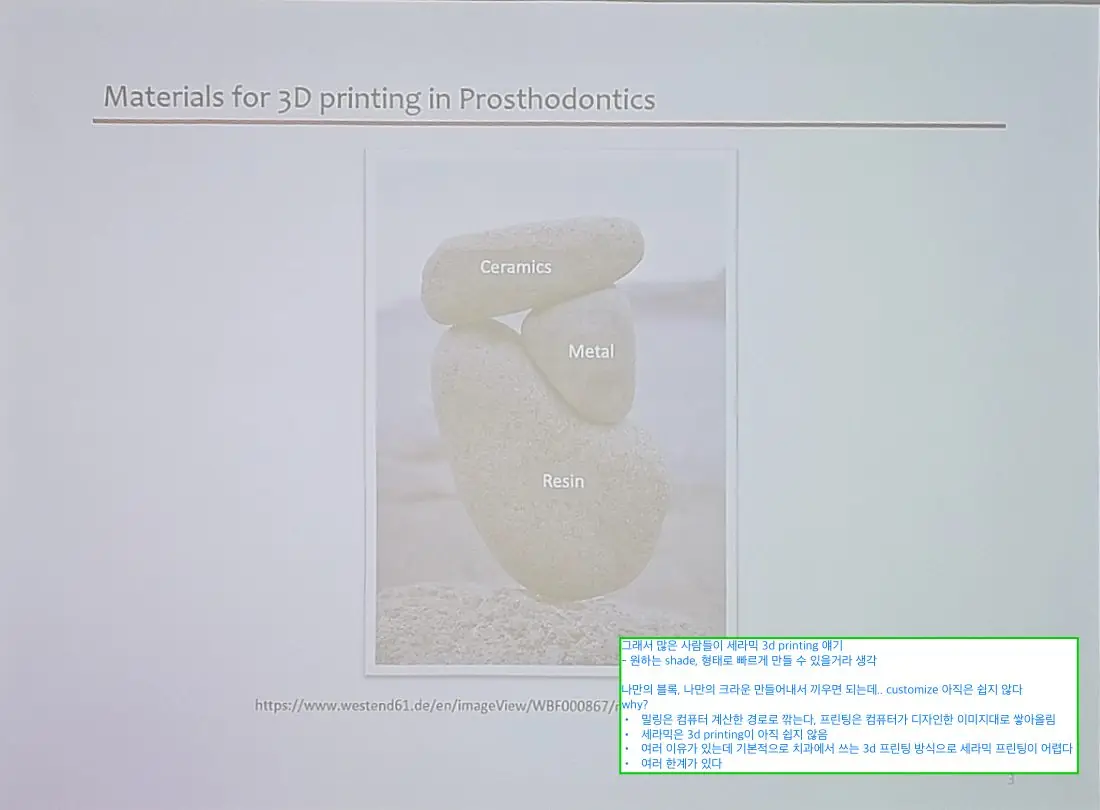 Materials for 3D printing in Prosthodontics
Ceramics
Metal
Resin
https://www.westend61.de/en/imageView/WBF000867/
그래서 많은 사람들이 세라믹 3d printing 얘기
- 원하는 shade, 형태로 빠르게 만들 수 있을거라 생각
나만의 블록, 나만의 크라운 만들어내서 끼우면 되는데.. customize 아직은 쉽지 않다
why?
• 밀링은 컴퓨터 계산한 경로로 깎는다, 프린팅은 컴퓨터가 디자인한 이미지대로 쌓아올림
• 세라믹은 3d printing이 아직 쉽지 않음
• 여러 이유가 있는데 기본적으로 치과에서 쓰는 3d 프린팅 방식으로 세라믹 프린팅이 어렵다
• 여러 한계가 있다
3